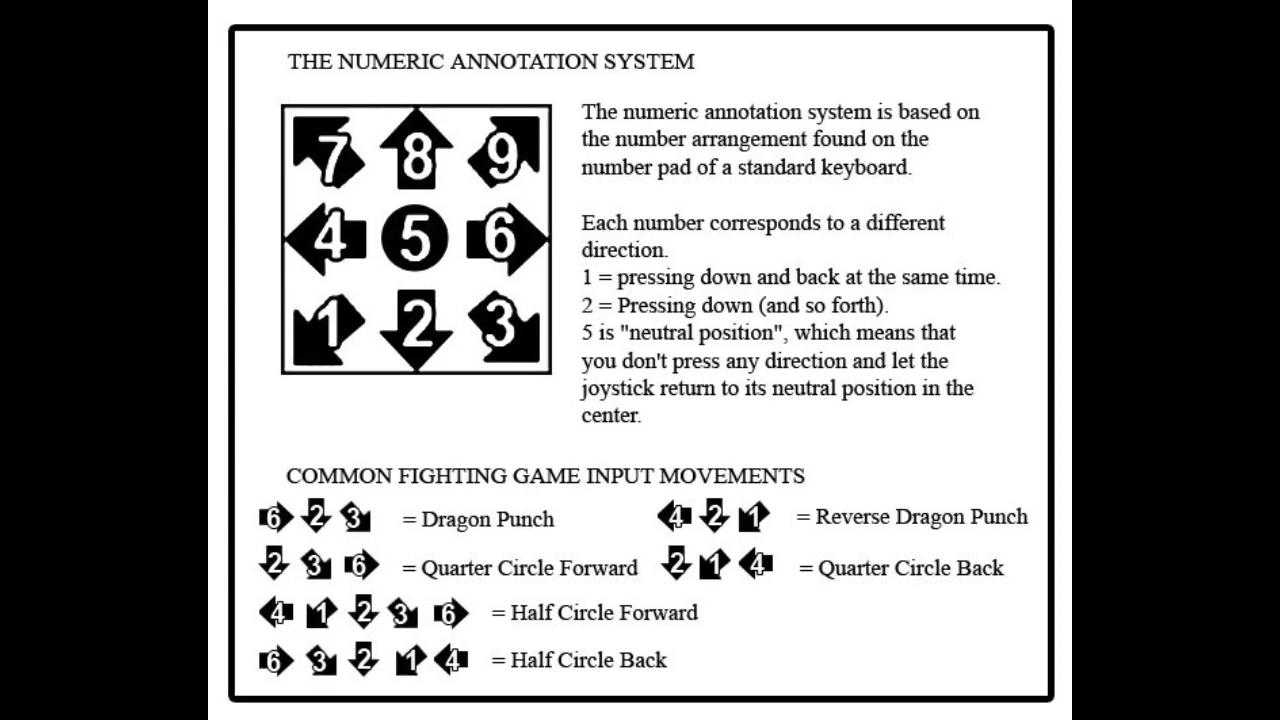 THE NUMERIC ANNOTATION SYSTEM
7 8 9
4 5 6
1 2 3
The numeric annotation system is based on
the number arrangement found on the
number pad of a standard keyboard.
Each number corresponds to a different
direction.
1 = pressing down and back at the same time.
2 = Pressing down (and so forth).
5 is "neutral position", which means that
you don't press any direction and let the
joystick return to its neutral position in the
center.
COMMON FIGHTING GAME INPUT MOVEMENTS
6 2 3 = Dragon Punch
4 2 1 = Reverse Dragon Punch
2 3 6 = Quarter Circle Forward
2 1 4 = Quarter Circle Back
4 1 2 3 6 = Half Circle Forward
6 3 2 1 4 = Half Circle Back